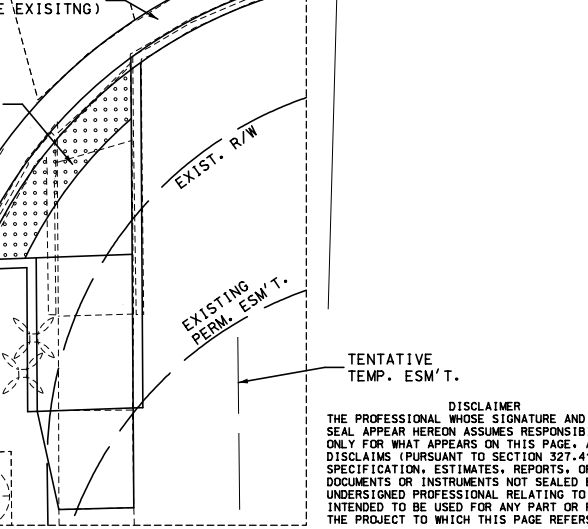 E EXISITNG)
EXIST. R/W
EXISTING
PERM. ESM'T.
TENTATIVE
TEMP. ESM'T.
DISCLAIMER
THE PROFESSIONAL WHOSE SIGNATURE AND
SEAL APPEAR HEREON ASSUMES RESPONSIB
ONLY FOR WHAT APPEARS ON THIS PAGE.
DISCLAIMS (PURSUANT TO SECTION 327.4
SPECIFICATION, ESTIMATES, REPORTS, O
DOCUMENTS OR INSTRUMENTS NOT SEALED
UNDERSIGNED PROFESSIONAL RELATING TO
INTENDED TO BE USED FOR ANY PART OR
THE PROJECT TO WHICH THIS PAGE REFERS